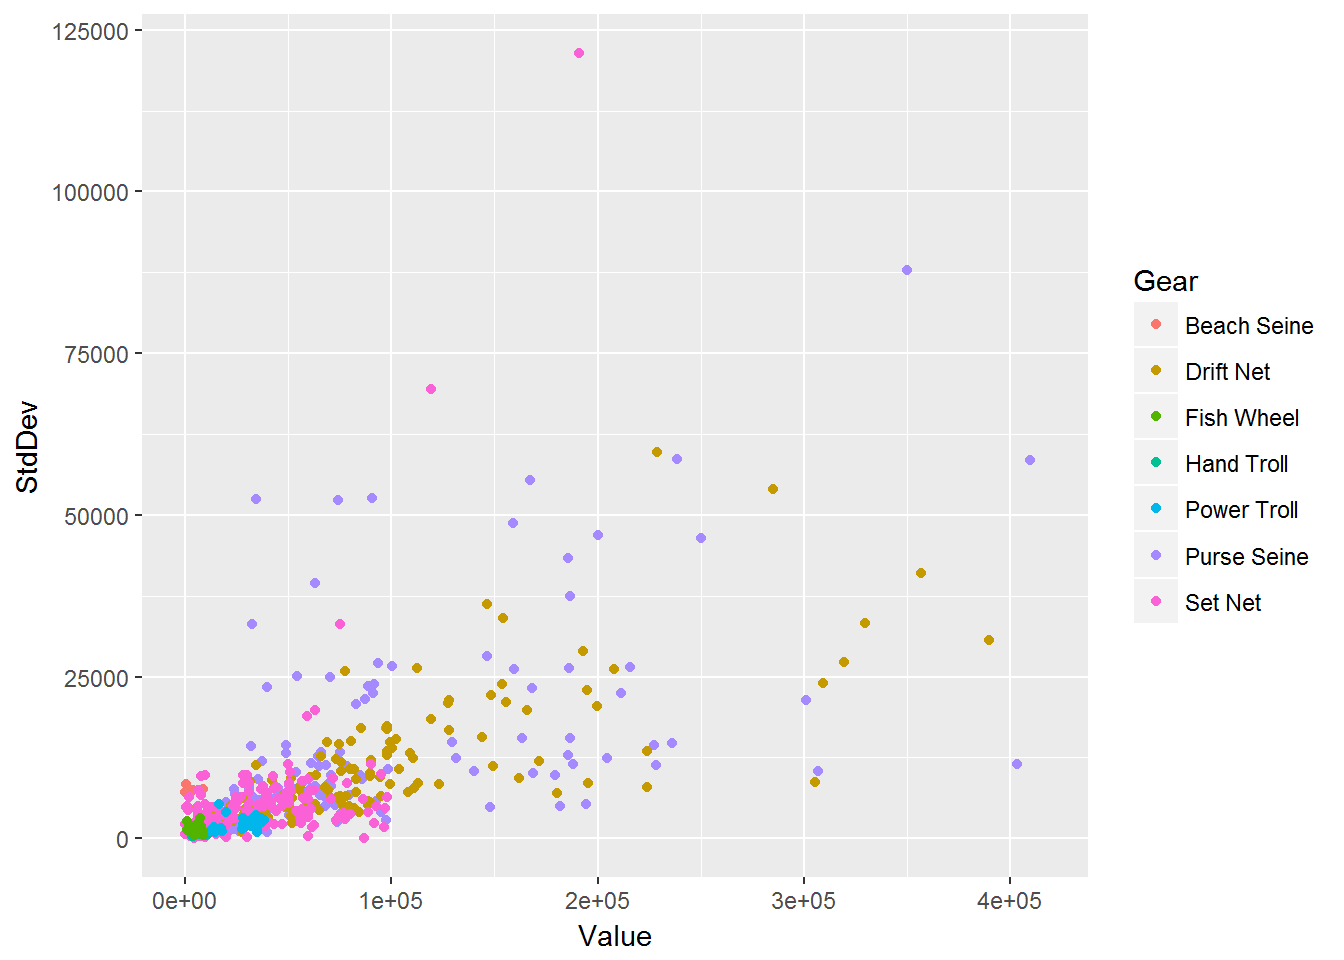 125000
100000
75000
50000
25000
0
StdDev
0e+00 1e+05 2e+05 3e+05 4e+05
Value
Gear
Beach Seine
Drift Net
Fish Wheel
Hand Troll
Power Troll
Purse Seine
Set Net